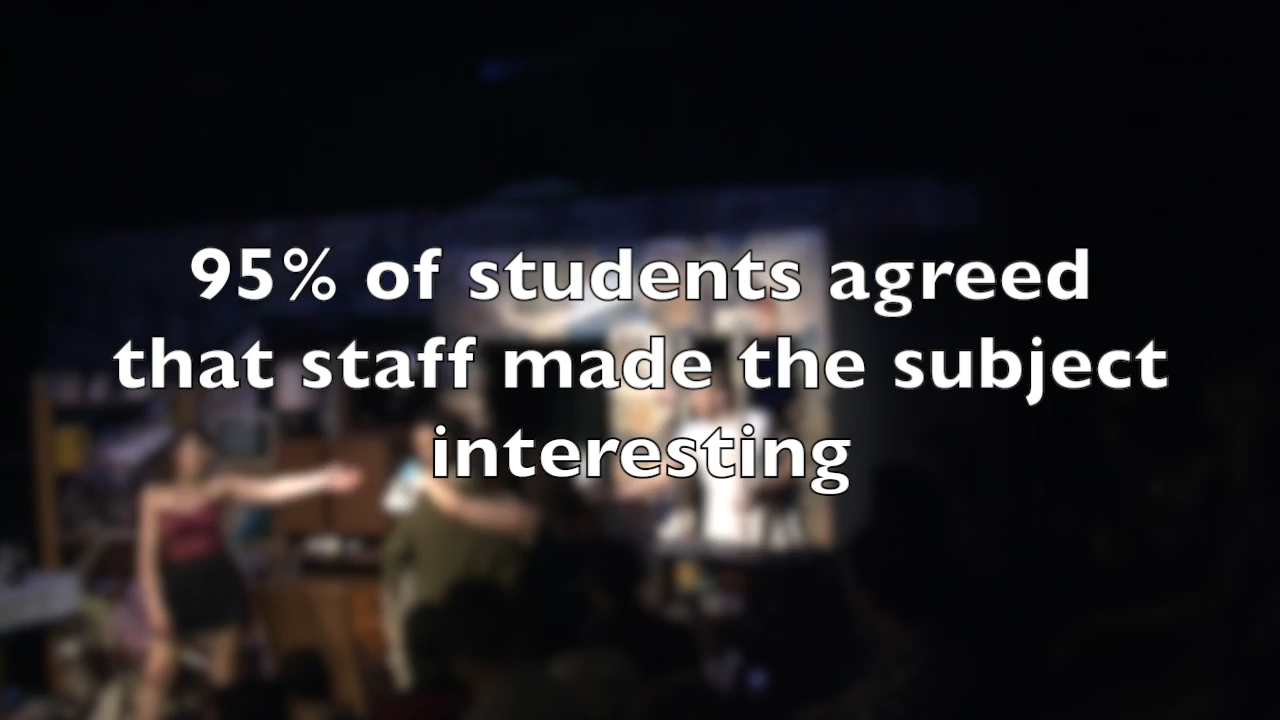 95% of students agreed
that staff made the subject
interesting